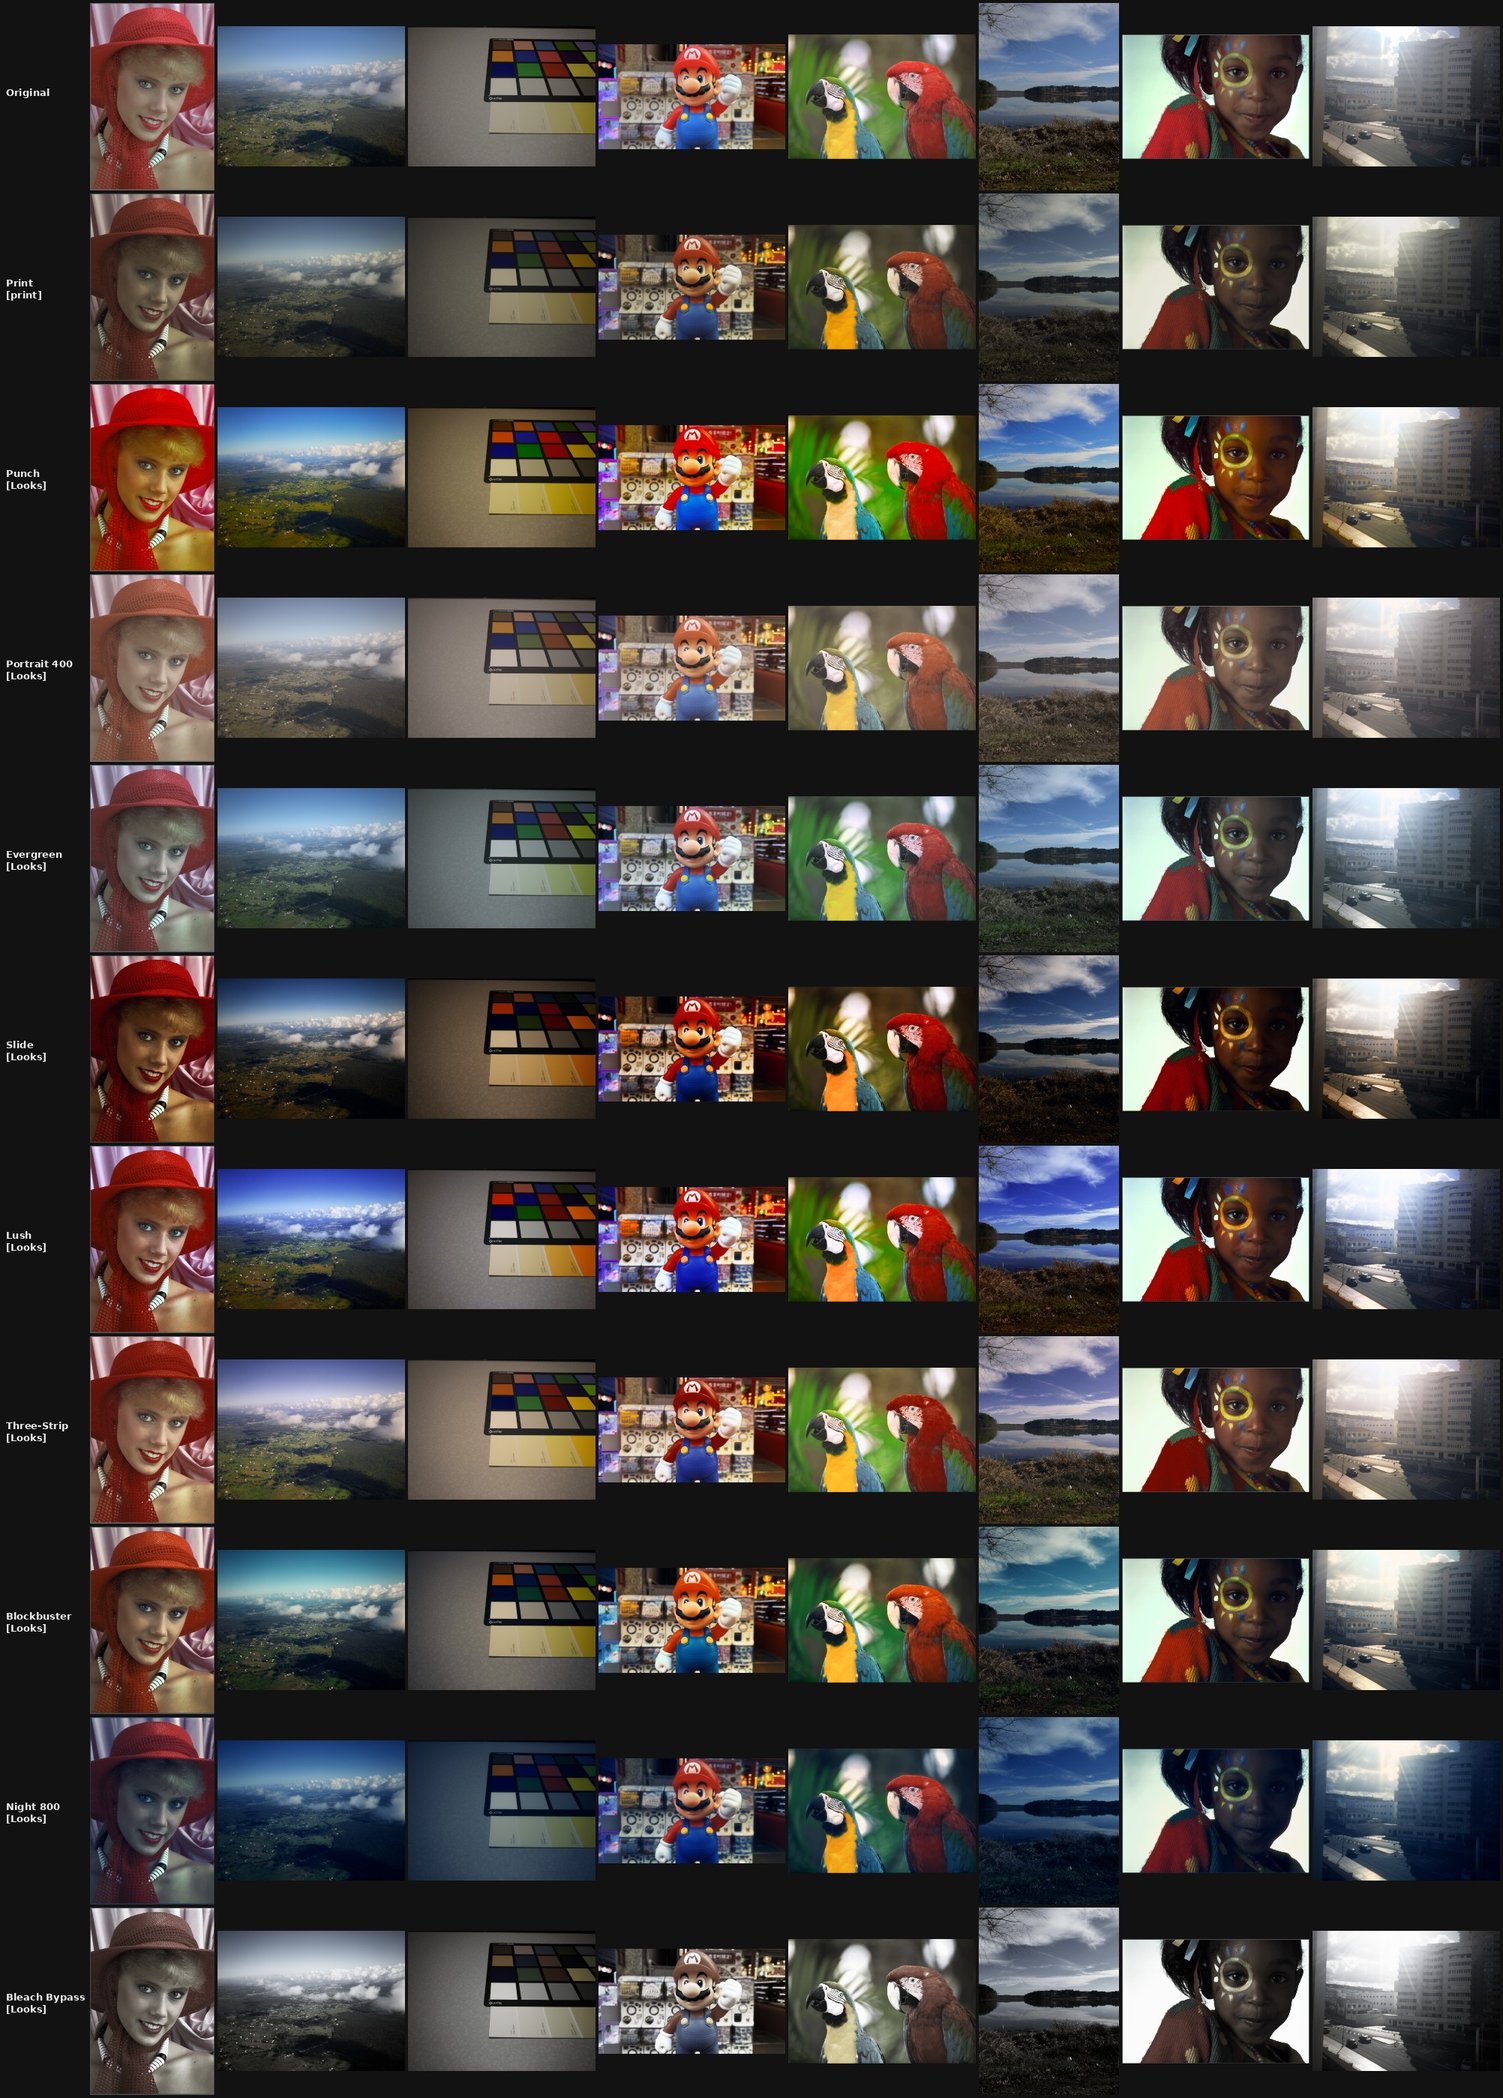 Original
Print
[print]
Punch
[Looks]
Portrait 400
[Looks]
Evergreen
[Looks]
Slide
[Looks]
Lush
[Looks]
Three-Strip
[Looks]
Blockbuster
[Looks]
Night 800
[Looks]
Bleach Bypass
[Looks]